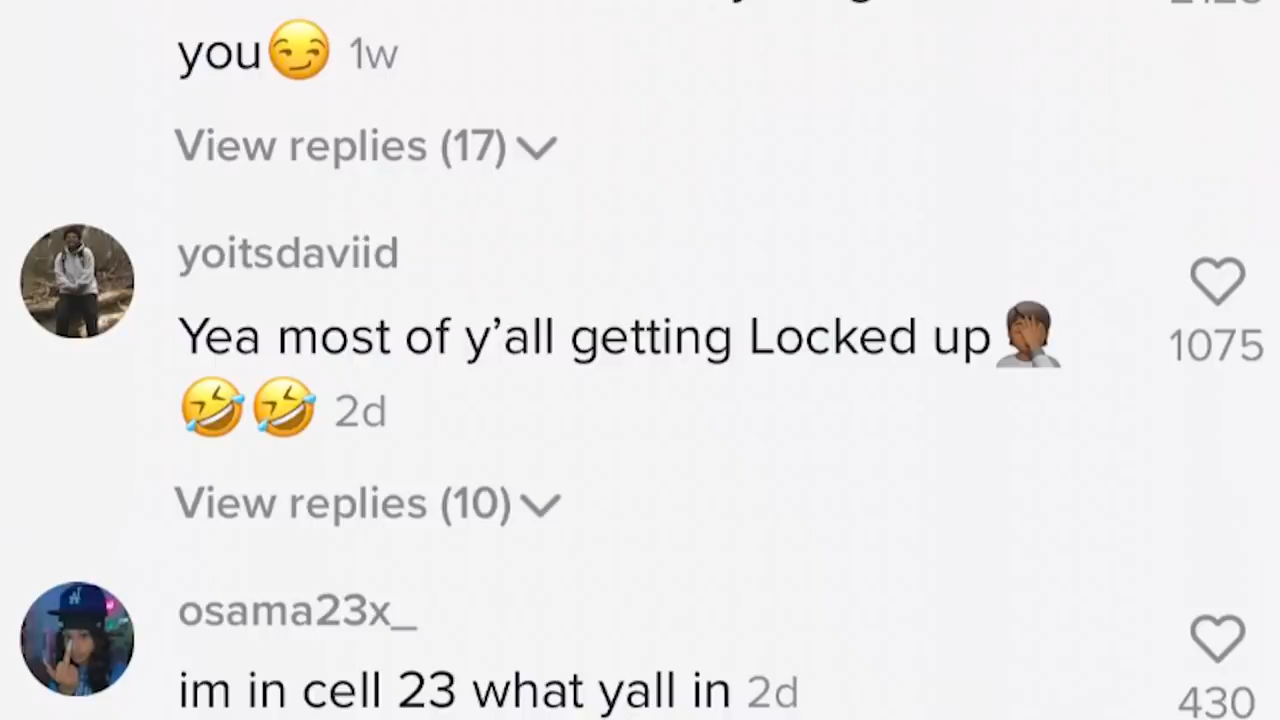 you😏 1w
View replies (17)
yoitsdaviid
Yea most of y’all getting Locked up🤦🏾
1075
🤣🤣 2d
View replies (10)
osama23x_
im in cell 23 what yall in 2d
430